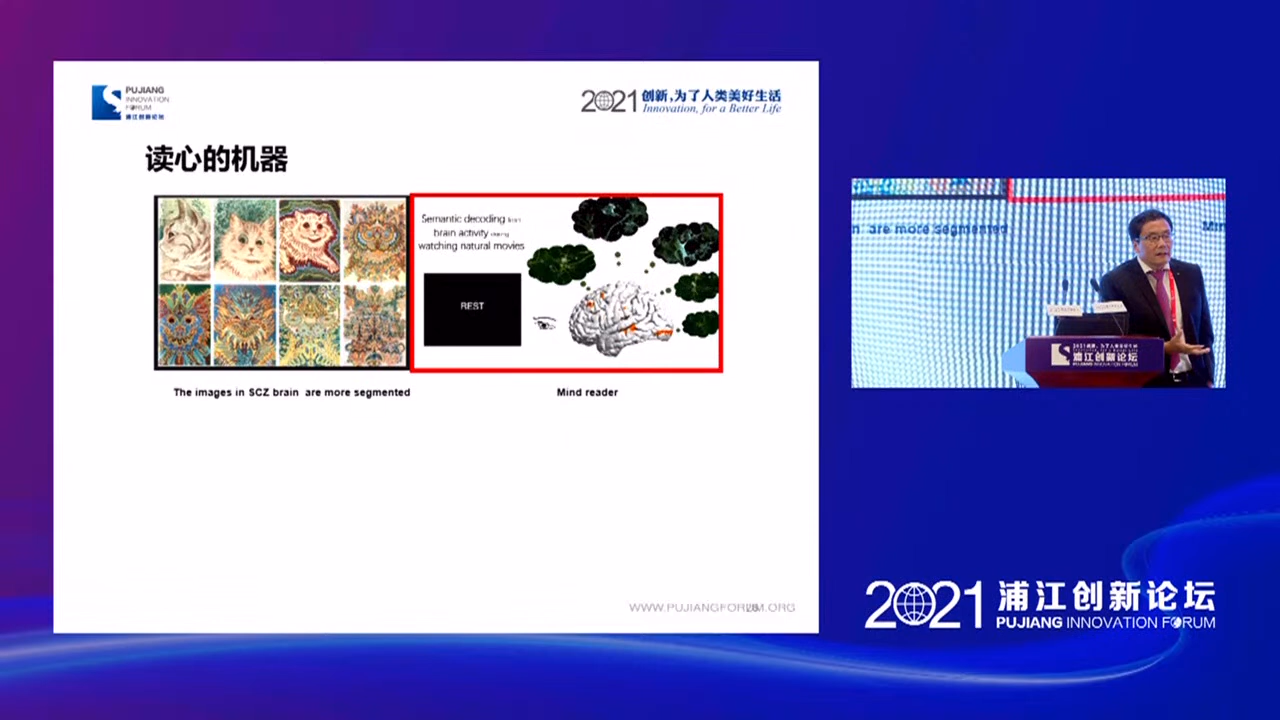 PUJIANG
INNOVATION
FORUM
浦江创新论坛
2021 创新,为了人类美好生活
Innovation, for a Better Life
读心的机器
Semantic decoding from
brain activity during
watching natural movies
REST
The images in SCZ brain are more segmented
Mind reader
WWW.PUJIANGFORUM.ORG
n are more segmented
Min
浦江创新论坛
PUJIANG INNOVATION FORUM
2021 浦江创新论坛
PUJIANG INNOVATION FORUM